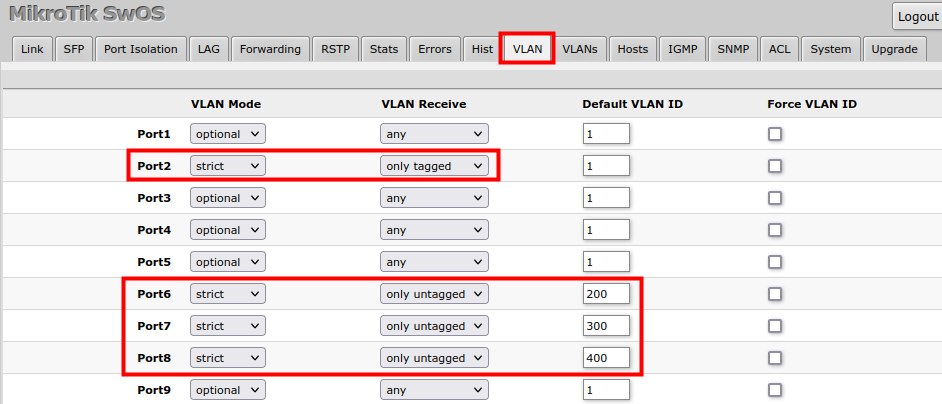 MikroTik SwOS
Logout
Link SFP Port Isolation LAG Forwarding RSTP Stats Errors Hist VLAN VLANs Hosts IGMP SNMP ACL System Upgrade
VLAN Mode VLAN Receive Default VLAN ID Force VLAN ID
Port1 optional any 1
Port2 strict only tagged 1
Port3 optional any 1
Port4 optional any 1
Port5 optional any 1
Port6 strict only untagged 200
Port7 strict only untagged 300
Port8 strict only untagged 400
Port9 optional any 1